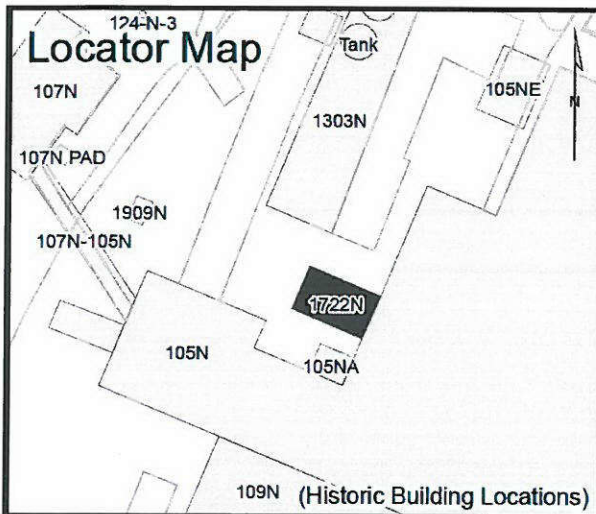 124-N-3
Locator Map
Tank
107N
105NE
N
1303N
107N PAD
1909N
107N-105N
1722N
105N
105NA
109N
(Historic Building Locations)